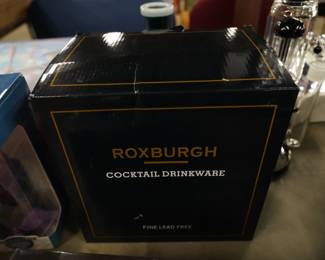 ROXBURGH
COCKTAIL DRINKWARE
FINE LEAD FREE